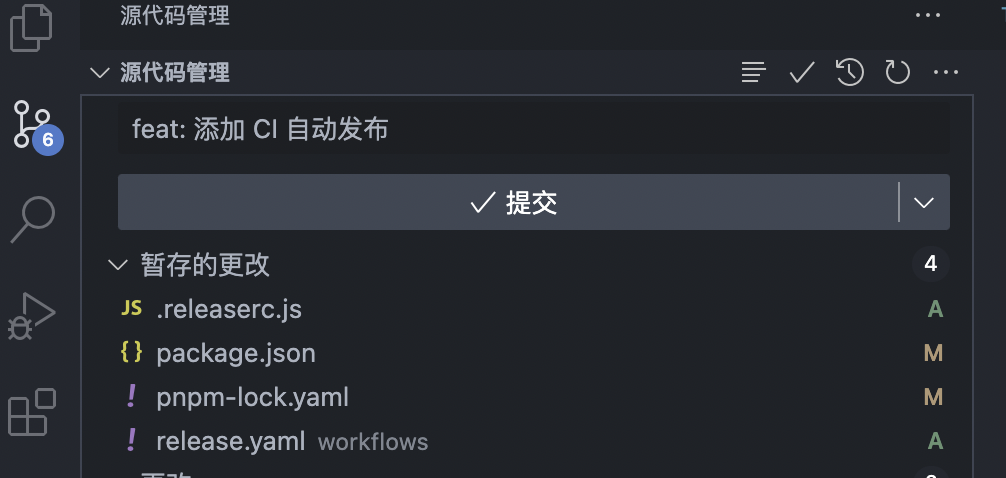 源代码管理
源代码管理
6
feat: 添加 CI 自动发布
提交
暂存的更改 4
JS .releaserc.js A
{} package.json M
! pnpm-lock.yaml M
! release.yaml workflows A
更改